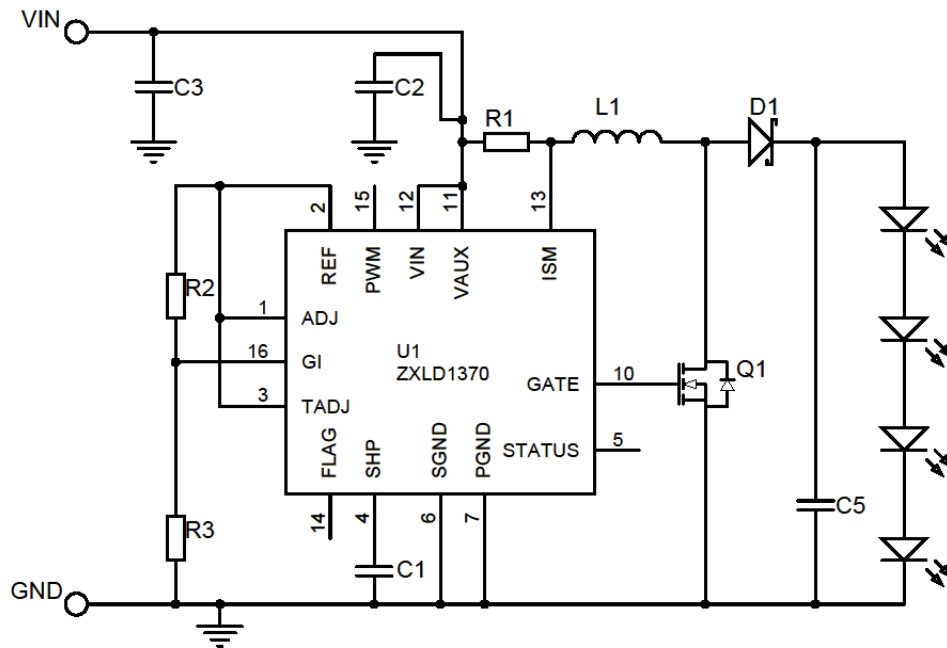 VIN
C3
C2
R1
L1
D1
2
15
12
11
13
REF
PWM
VIN
VAUX
ISM
R2
1
ADJ
16
GI
3
TADJ
U1
ZXLD1370
GATE
10
Q1
STATUS
5
FLAG
SHP
SGND
PGND
14
4
6
7
R3
C1
C5
GND